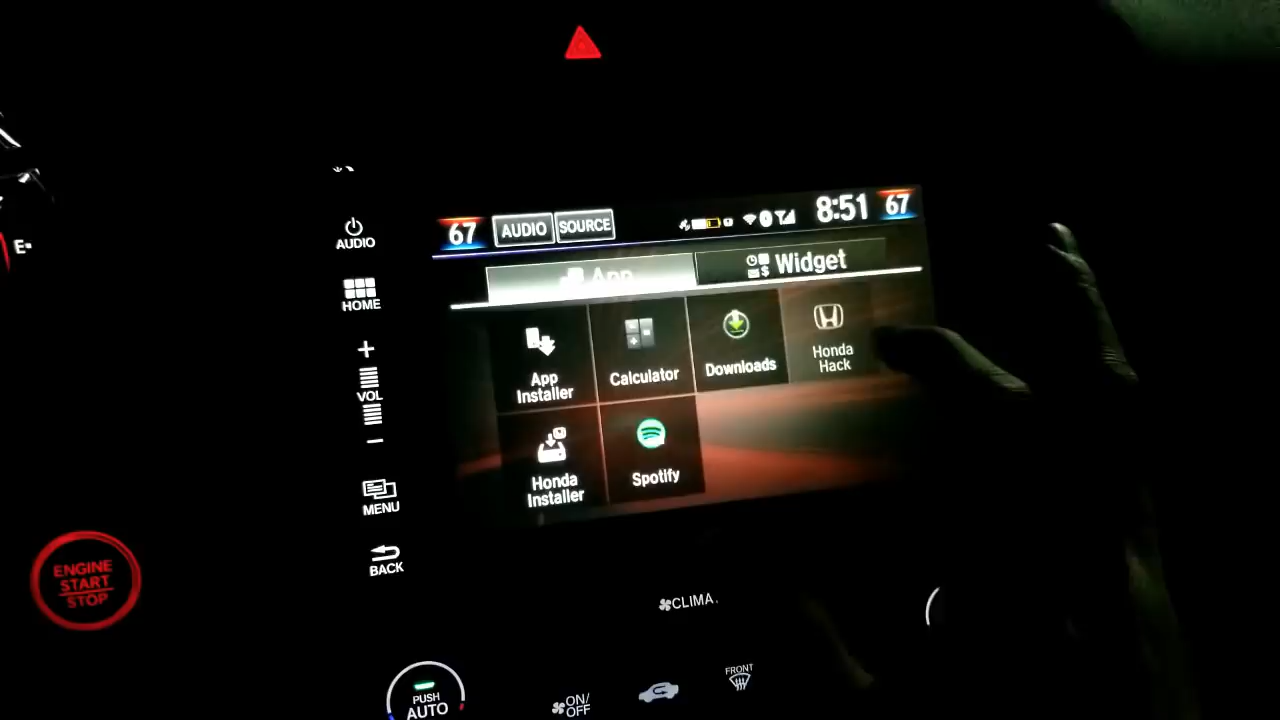 67
AUDIO
SOURCE
8:51
67
App
Widget
App
Installer
Calculator
Downloads
Honda
Hack
Honda
Installer
Spotify
AUDIO
HOME
+
VOL
-
MENU
BACK
E
ENGINE
START
STOP
CLIMA.
PUSH
AUTO
ON/
OFF
FRONT